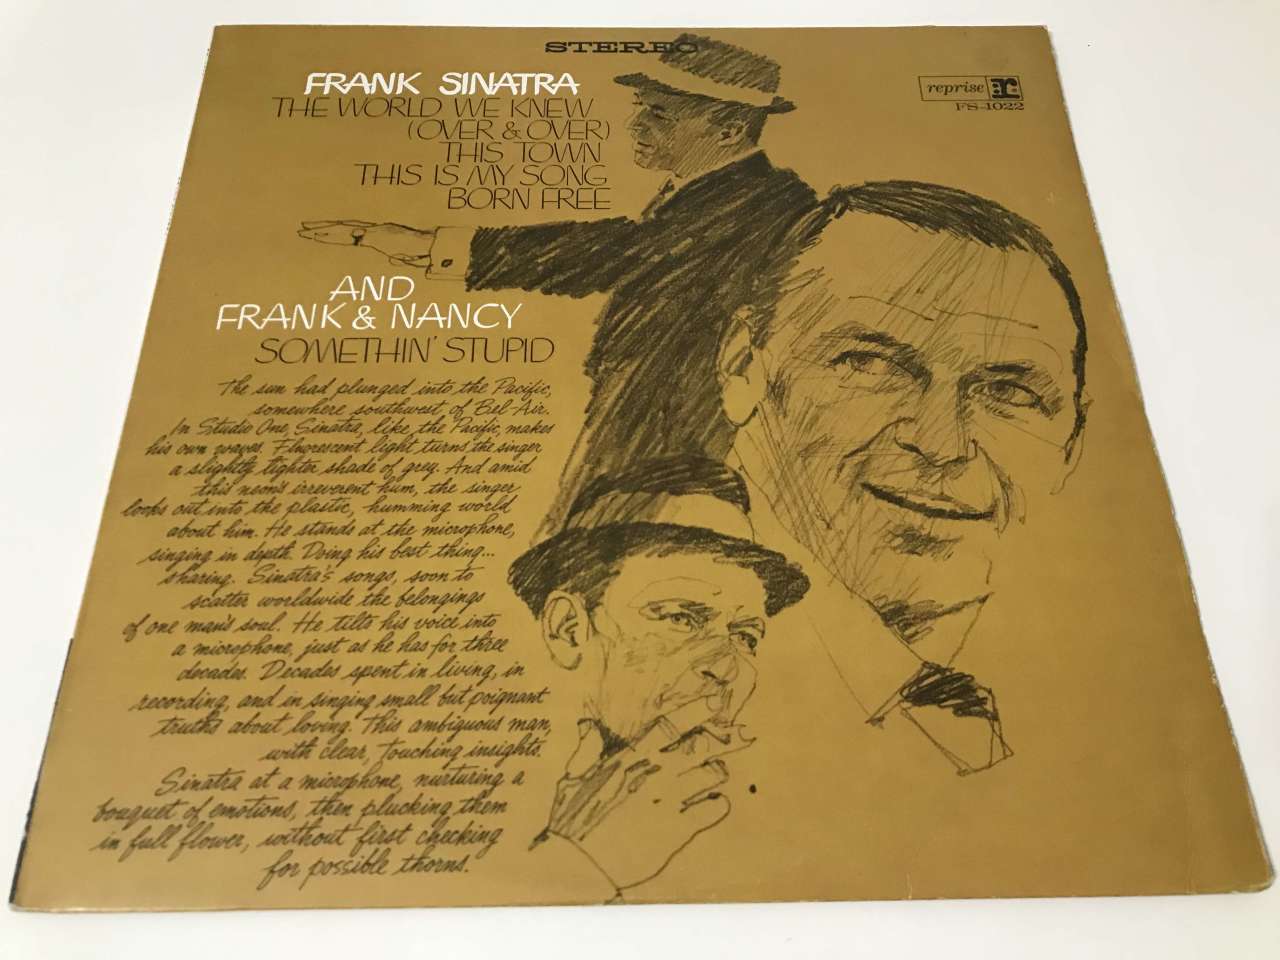 STEREO
FRANK SINATRA
THE WORLD WE KNEW
(OVER & OVER)
THIS TOWN
THIS IS MY SONG
BORN FREE
reprise r
FS-1022
AND
FRANK & NANCY
SOMETHIN' STUPID
The sun had plunged into the Pacific,
somewhere southwest of Bel-Air.
In Studio One, Sinatra, like the Pacific, makes
his own waves. Fluorescent light turns the singer
a slightly lighter shade of grey. And amid
this neon's irreverent hum, the singer
looks out into the plastic, humming world
about him. He stands at the microphone,
singing in depth. Doing his best thing...
sharing. Sinatra's songs, soon to
scatter worldwide the belongings
of one man's soul. He tilts his voice into
a microphone, just as he has for three
decades. Decades spent in living, in
recording, and in singing small but poignant
truths about loving. This ambiguous man,
with clear, touching insights.
Sinatra at a microphone, nurturing a
bouquet of emotions, then plucking them
in full flower, without first checking
for possible thorns.